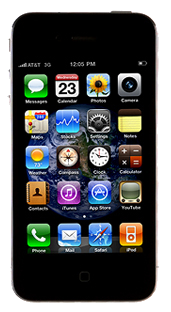 AT&T 3G 12:05 PM
Wednesday
23
Messages Calendar Photos Camera
Maps Stocks Settings Notes
Weather Compass Clock Calculator
Contacts iTunes App Store YouTube
Phone Mail Safari iPod